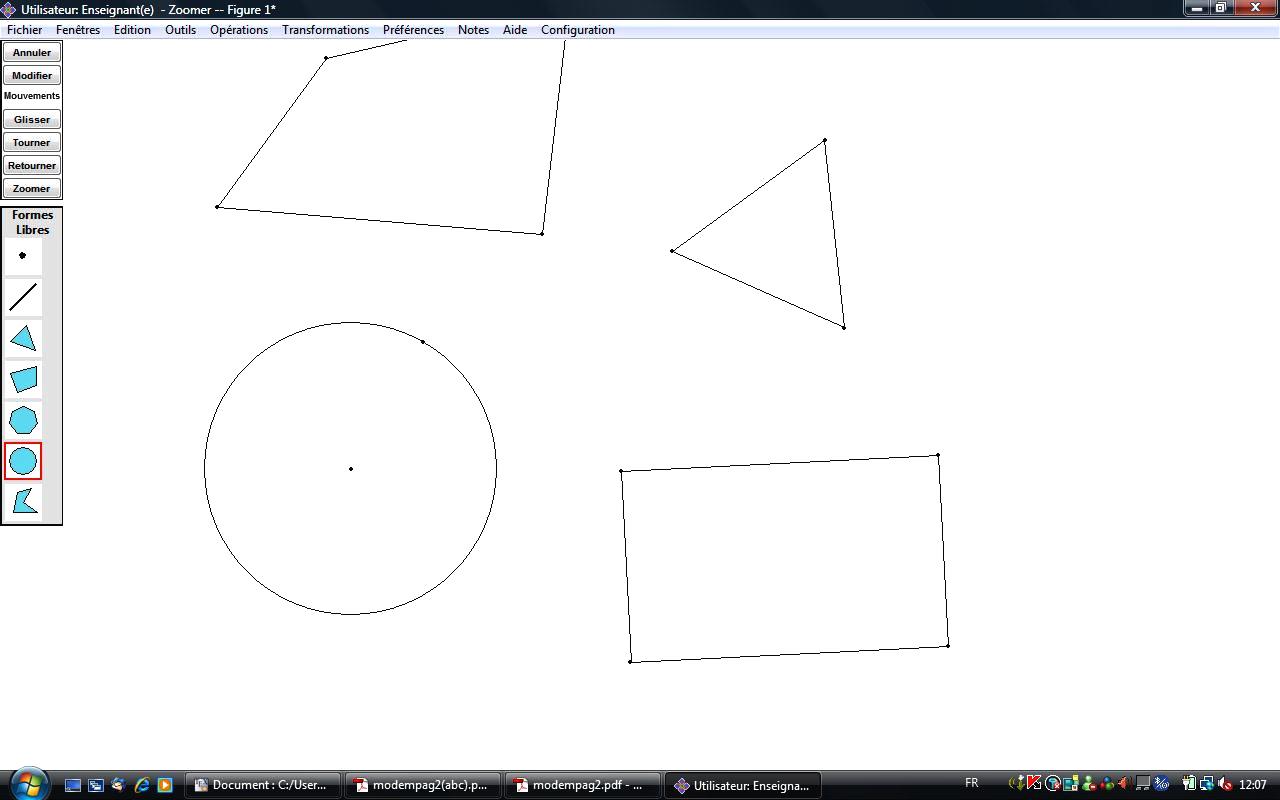 Utilisateur: Enseignant(e) - Zoomer -- Figure 1*
Fichier Fenêtres Edition Outils Opérations Transformations Préférences Notes Aide Configuration
Annuler
Modifier
Mouvements
Glisser
Tourner
Retourner
Zoomer
Formes
Libres
Document : C:/User... modempag2(abc).p... modempag2.pdf - ... Utilisateur: Enseigna... FR 12:07